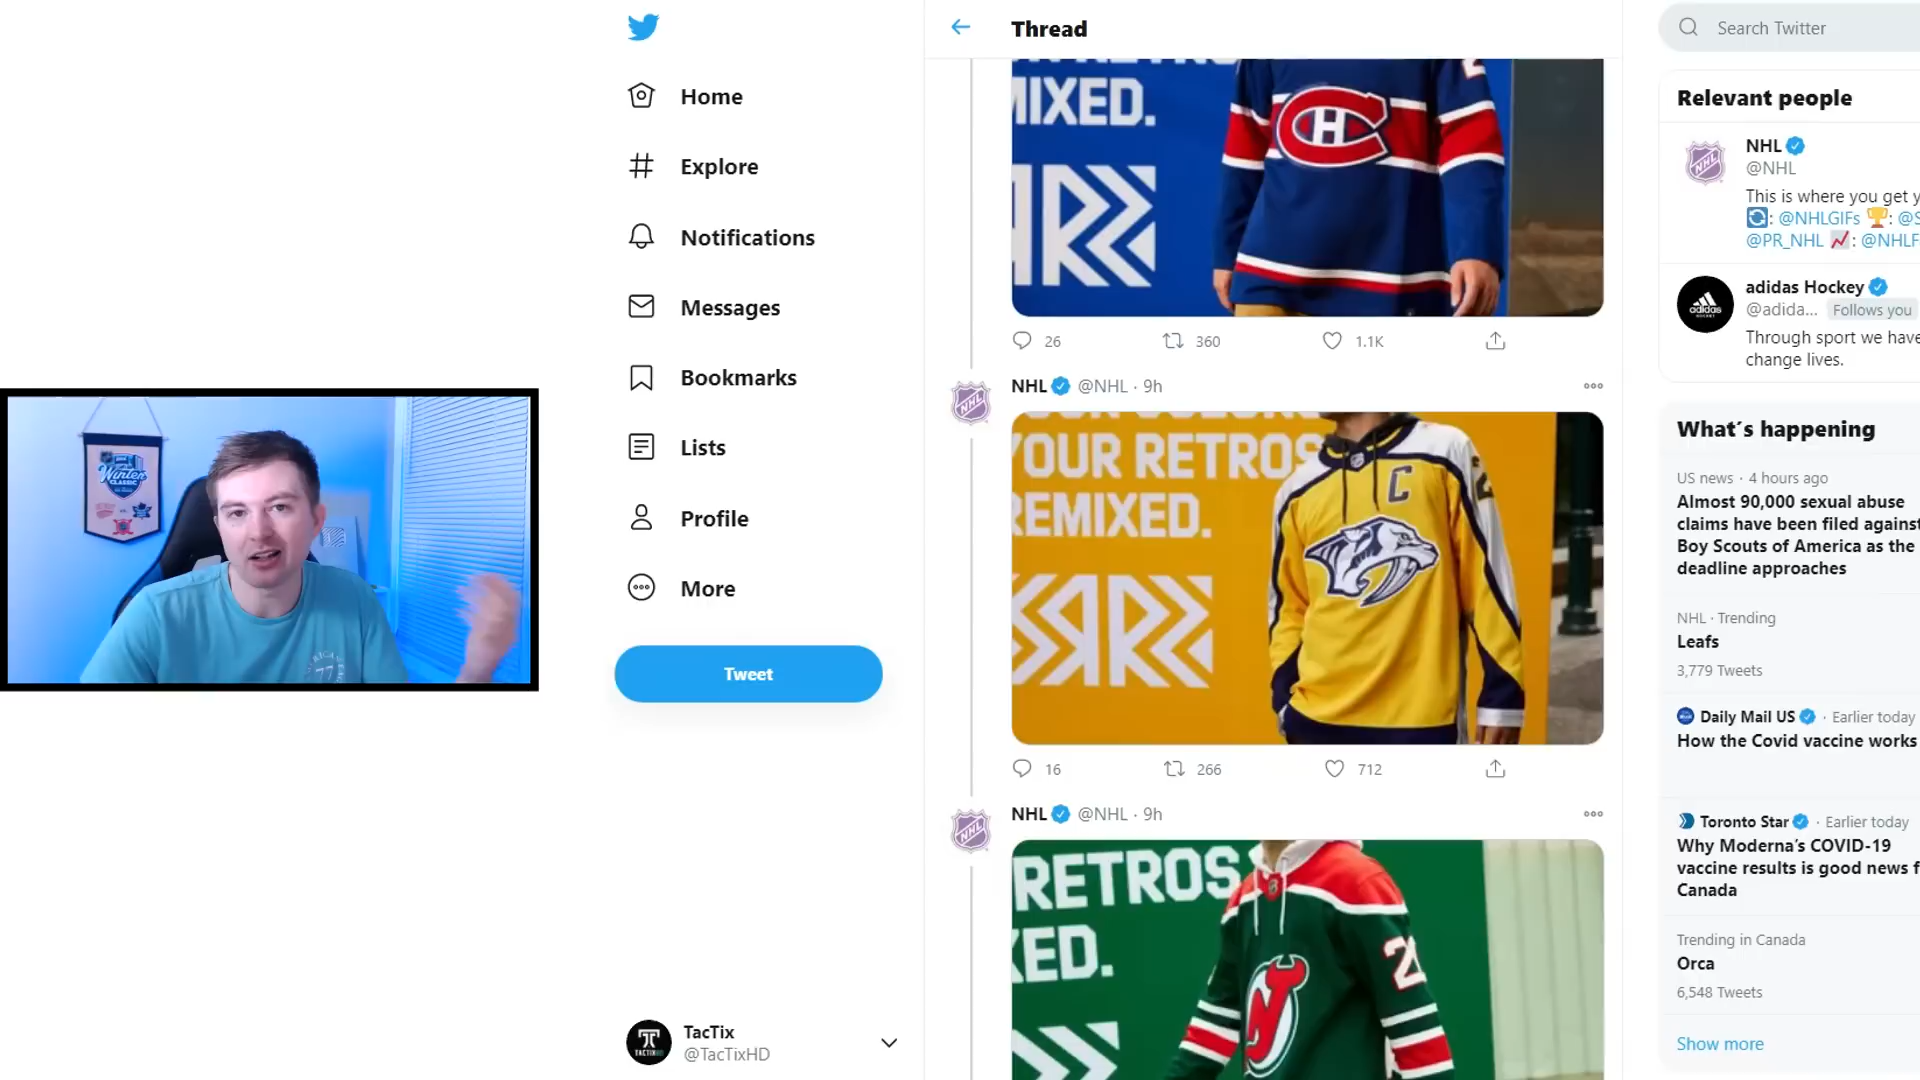 Home
Explore
Notifications
Messages
Bookmarks
Lists
Profile
More
Tweet
TacTix
@TacTixHD
Thread
MIXED.
26
360
1.1K
NHL @NHL · 9h
YOUR RETROS
REMIXED.
C
16
266
712
NHL @NHL · 9h
RETROS
XED.
Search Twitter
Relevant people
NHL
@NHL
This is where you get y
: @NHLGIFs : @S
@PR_NHL : @NHLF
adidas Hockey
@adida... Follows you
Through sport we have
change lives.
What's happening
US news · 4 hours ago
Almost 90,000 sexual abuse
claims have been filed against
Boy Scouts of America as the
deadline approaches
NHL · Trending
Leafs
3,779 Tweets
Daily Mail US · Earlier today
How the Covid vaccine works
Toronto Star · Earlier today
Why Moderna's COVID-19
vaccine results is good news f
Canada
Trending in Canada
Orca
6,548 Tweets
Show more
Winter
CLASSIC
77